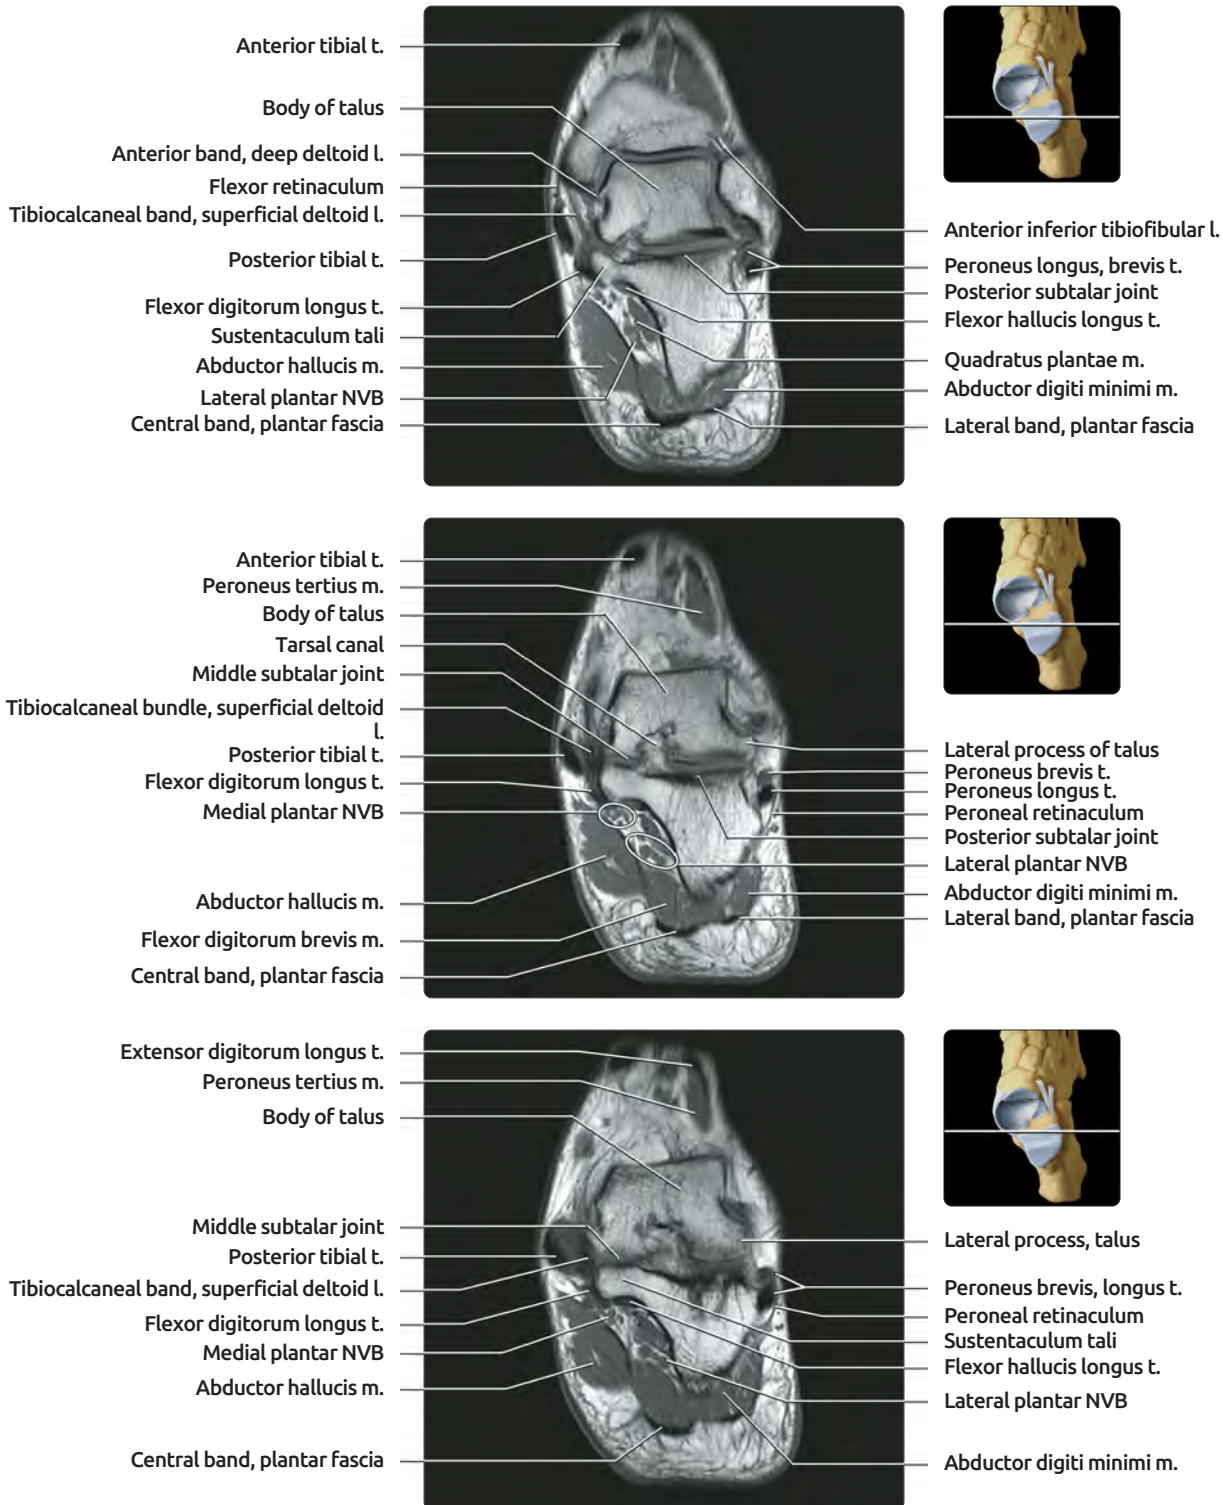 Anterior tibial t.
Body of talus
Anterior band, deep deltoid l.
Flexor retinaculum
Tibiocalcaneal band, superficial deltoid l.
Posterior tibial t.
Flexor digitorum longus t.
Sustentaculum tali
Abductor hallucis m.
Lateral plantar NVB
Central band, plantar fascia
Anterior inferior tibiofibular l.
Peroneus longus, brevis t.
Posterior subtalar joint
Flexor hallucis longus t.
Quadratus plantae m.
Abductor digiti minimi m.
Lateral band, plantar fascia
Anterior tibial t.
Peroneus tertius m.
Body of talus
Tarsal canal
Middle subtalar joint
Tibiocalcaneal bundle, superficial deltoid
l.
Posterior tibial t.
Flexor digitorum longus t.
Medial plantar NVB
Abductor hallucis m.
Flexor digitorum brevis m.
Central band, plantar fascia
Lateral process of talus
Peroneus brevis t.
Peroneus longus t.
Peroneal retinaculum
Posterior subtalar joint
Lateral plantar NVB
Abductor digiti minimi m.
Lateral band, plantar fascia
Extensor digitorum longus t.
Peroneus tertius m.
Body of talus
Middle subtalar joint
Posterior tibial t.
Tibiocalcaneal band, superficial deltoid l.
Flexor digitorum longus t.
Medial plantar NVB
Abductor hallucis m.
Central band, plantar fascia
Lateral process, talus
Peroneus brevis, longus t.
Peroneal retinaculum
Sustentaculum tali
Flexor hallucis longus t.
Lateral plantar NVB
Abductor digiti minimi m.